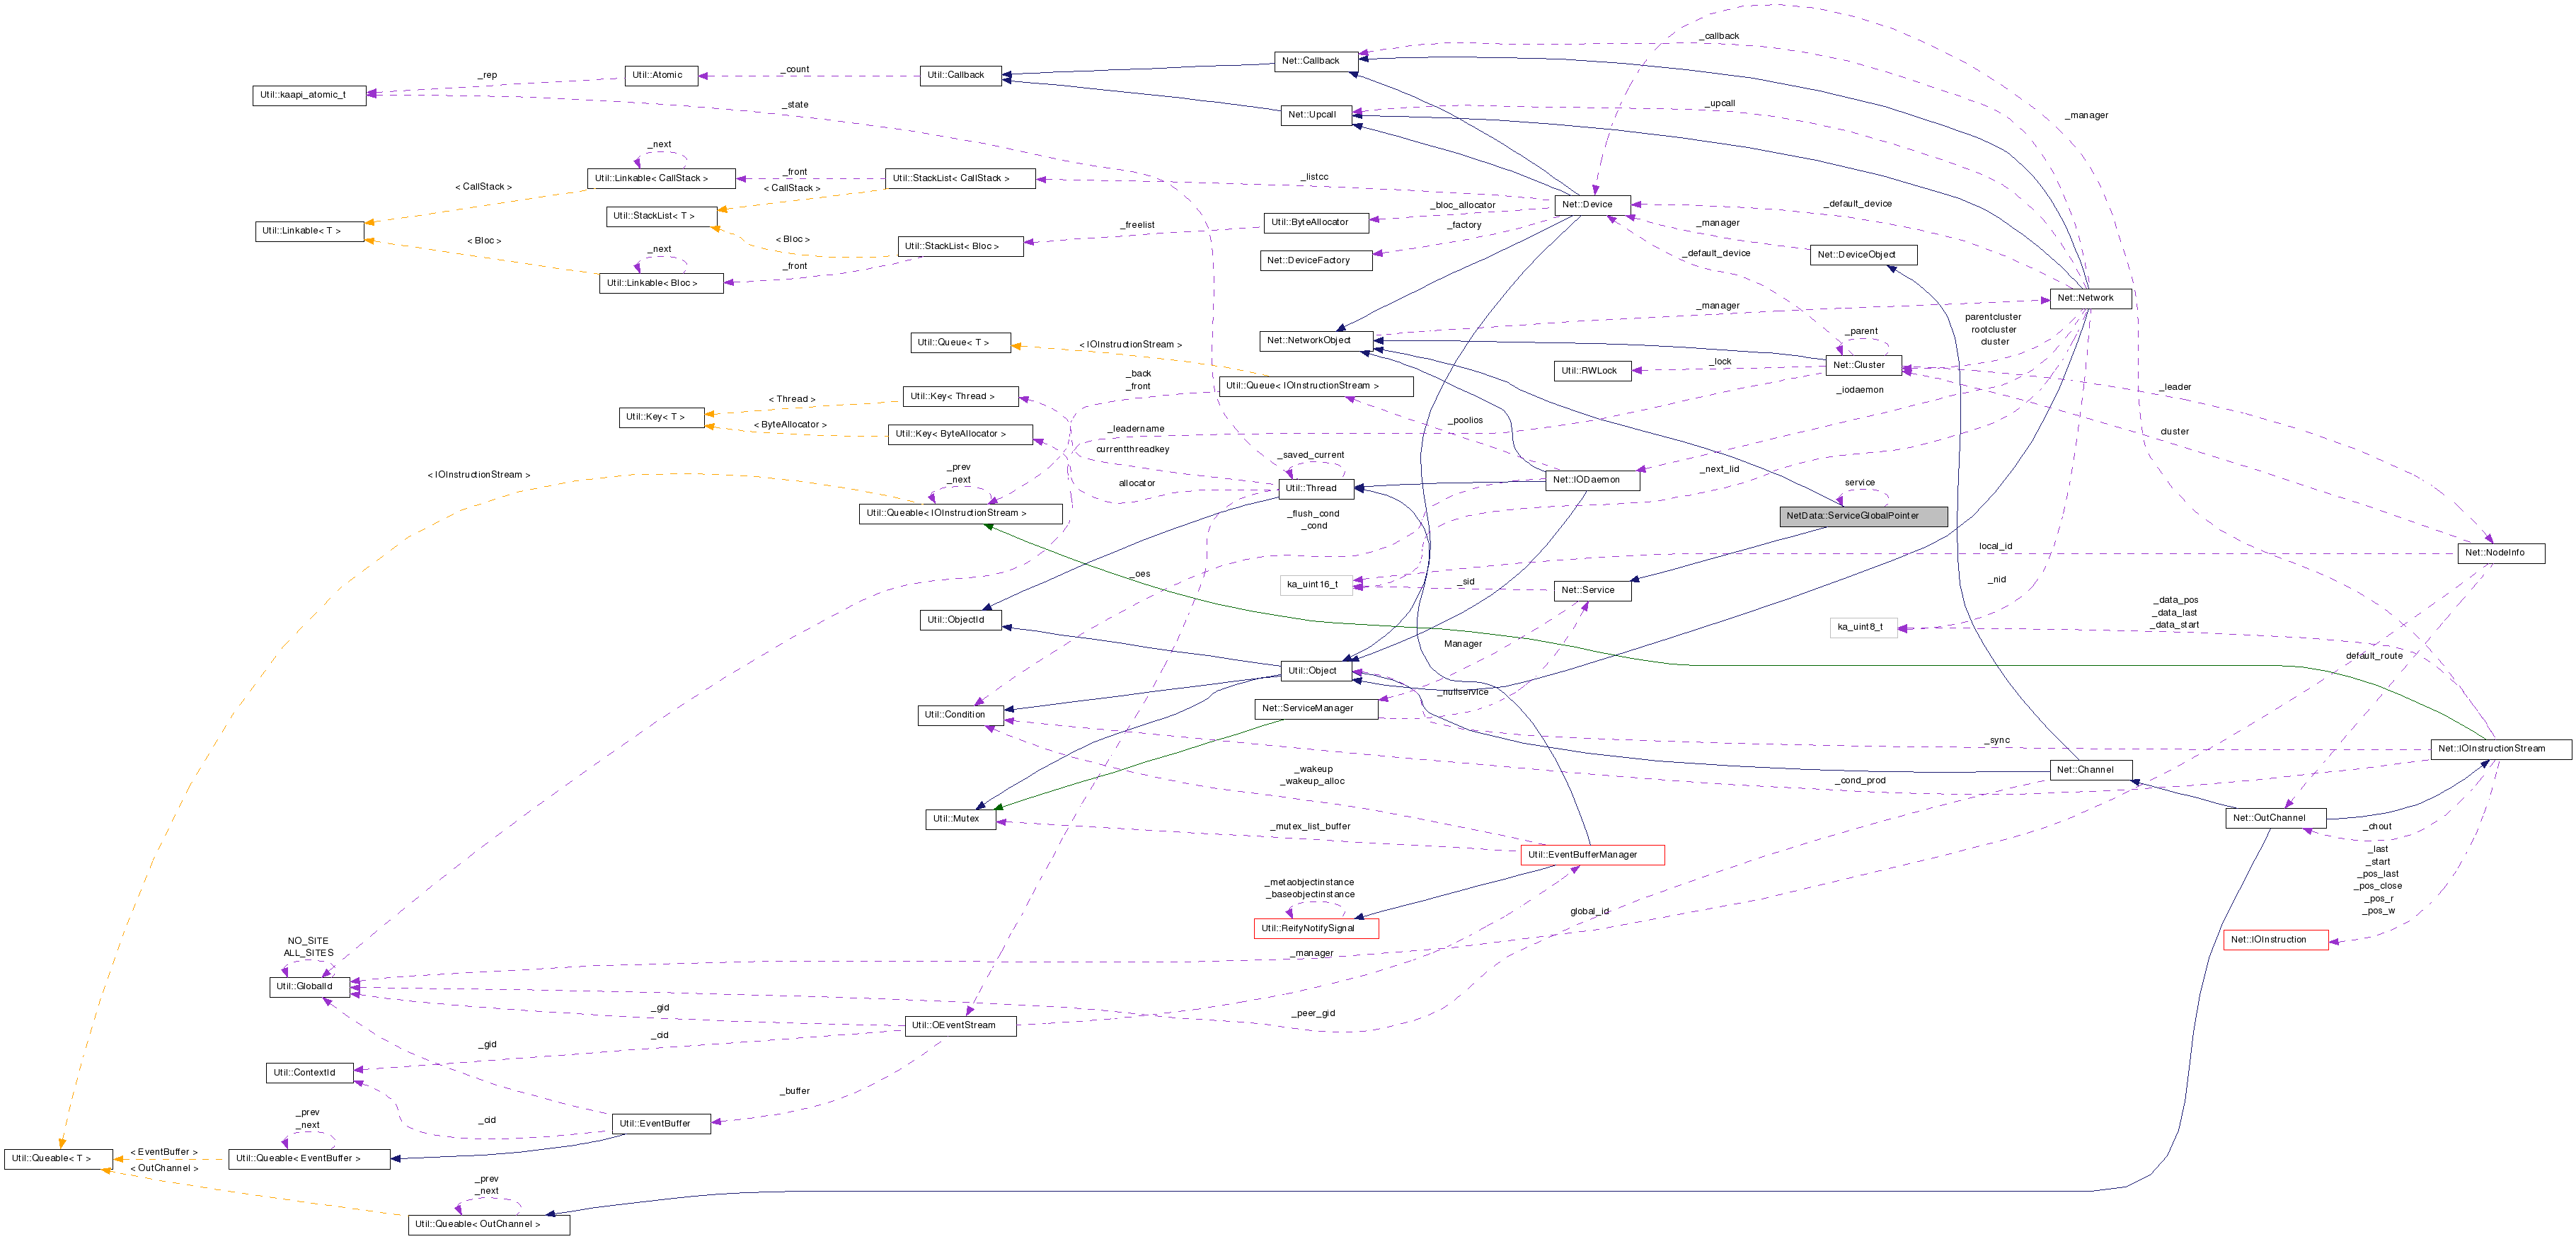 _callback
Net::Callback
Util::Callback
_count
Util::Atomic
_rep
Util::kaapi_atomic_t
_state
_upcall
Net::Upcall
_manager
_next
Util::Linkable< CallStack >
_front
Util::StackList< CallStack >
_listcc
< CallStack >
< CallStack >
Util::StackList< T >
Net::Device
_bloc_allocator
Util::ByteAllocator
_default_device
_manager
_factory
_freelist
Util::Linkable< T >
< Bloc >
< Bloc >
Util::StackList< Bloc >
_next
_front
Util::Linkable< Bloc >
Net::DeviceFactory
_default_device
Net::DeviceObject
Net::Network
_manager
parentcluster
rootcluster
cluster
Net::NetworkObject
_parent
Net::Cluster
Util::Queue< T >
< IOInstructionStream >
_lock
Util::RWLock
_back
_front
Util::Queue< IOInstructionStream >
_iodaemon
_leader
Util::Key< Thread >
< Thread >
Util::Key< T >
< ByteAllocator >
Util::Key< ByteAllocator >
_leadername
currentthreadkey
_poolios
cluster
_saved_current
Util::Thread
allocator
_next_lid
Net::IODaemon
service
NetData::ServiceGlobalPointer
< IOInstructionStream >
_prev
_next
Util::Queable< IOInstructionStream >
_flush_cond
_cond
local_id
Net::NodeInfo
_oes
ka_uint16_t
_sid
Net::Service
_nid
_data_pos
_data_last
_data_start
ka_uint8_t
Util::ObjectId
Manager
default_route
Util::Object
_nullservice
Net::ServiceManager
Util::Condition
_sync
Net::IOInstructionStream
_wakeup
_wakeup_alloc
_cond_prod
Net::Channel
Util::Mutex
_mutex_list_buffer
Net::OutChannel
_chout
Util::EventBufferManager
_last
_start
_pos_last
_pos_close
_pos_r
_pos_w
_metaobjectinstance
_baseobjectinstance
Util::ReifyNotifySignal
global_id
Net::IOInstruction
NO_SITE
ALL_SITES
Util::GlobalId
_manager
_gid
_peer_gid
Util::OEventStream
_gid
_cid
Util::ContextId
_buffer
_cid
Util::EventBuffer
_prev
_next
Util::Queable< T >
< EventBuffer >
Util::Queable< EventBuffer >
< OutChannel >
_prev
_next
Util::Queable< OutChannel >